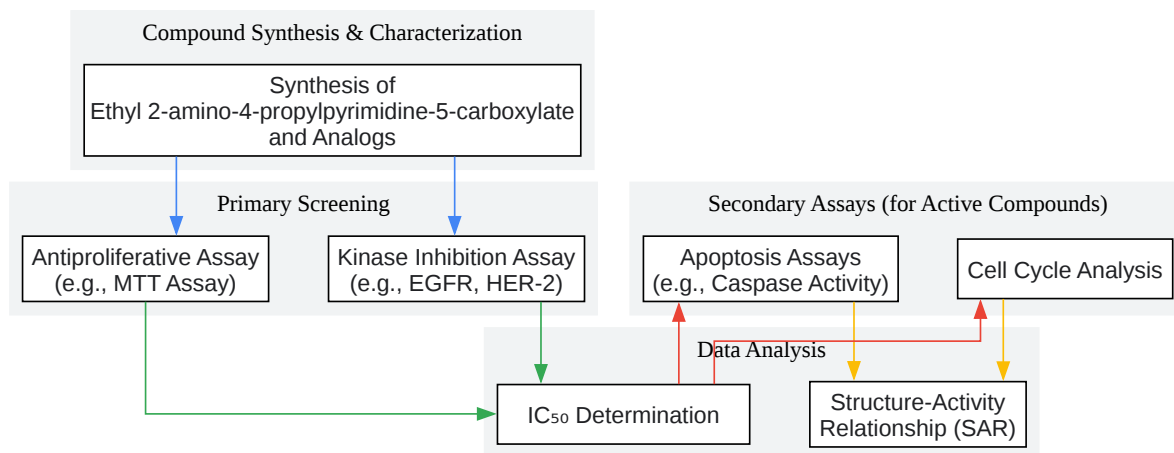 Compound Synthesis & Characterization
Synthesis of
Ethyl 2-amino-4-propylpyrimidine-5-carboxylate
and Analogs
Primary Screening
Antiproliferative Assay
(e.g., MTT Assay)
Kinase Inhibition Assay
(e.g., EGFR, HER-2)
Secondary Assays (for Active Compounds)
Apoptosis Assays
(e.g., Caspase Activity)
Cell Cycle Analysis
Data Analysis
IC₅₀ Determination
Structure-Activity
Relationship (SAR)